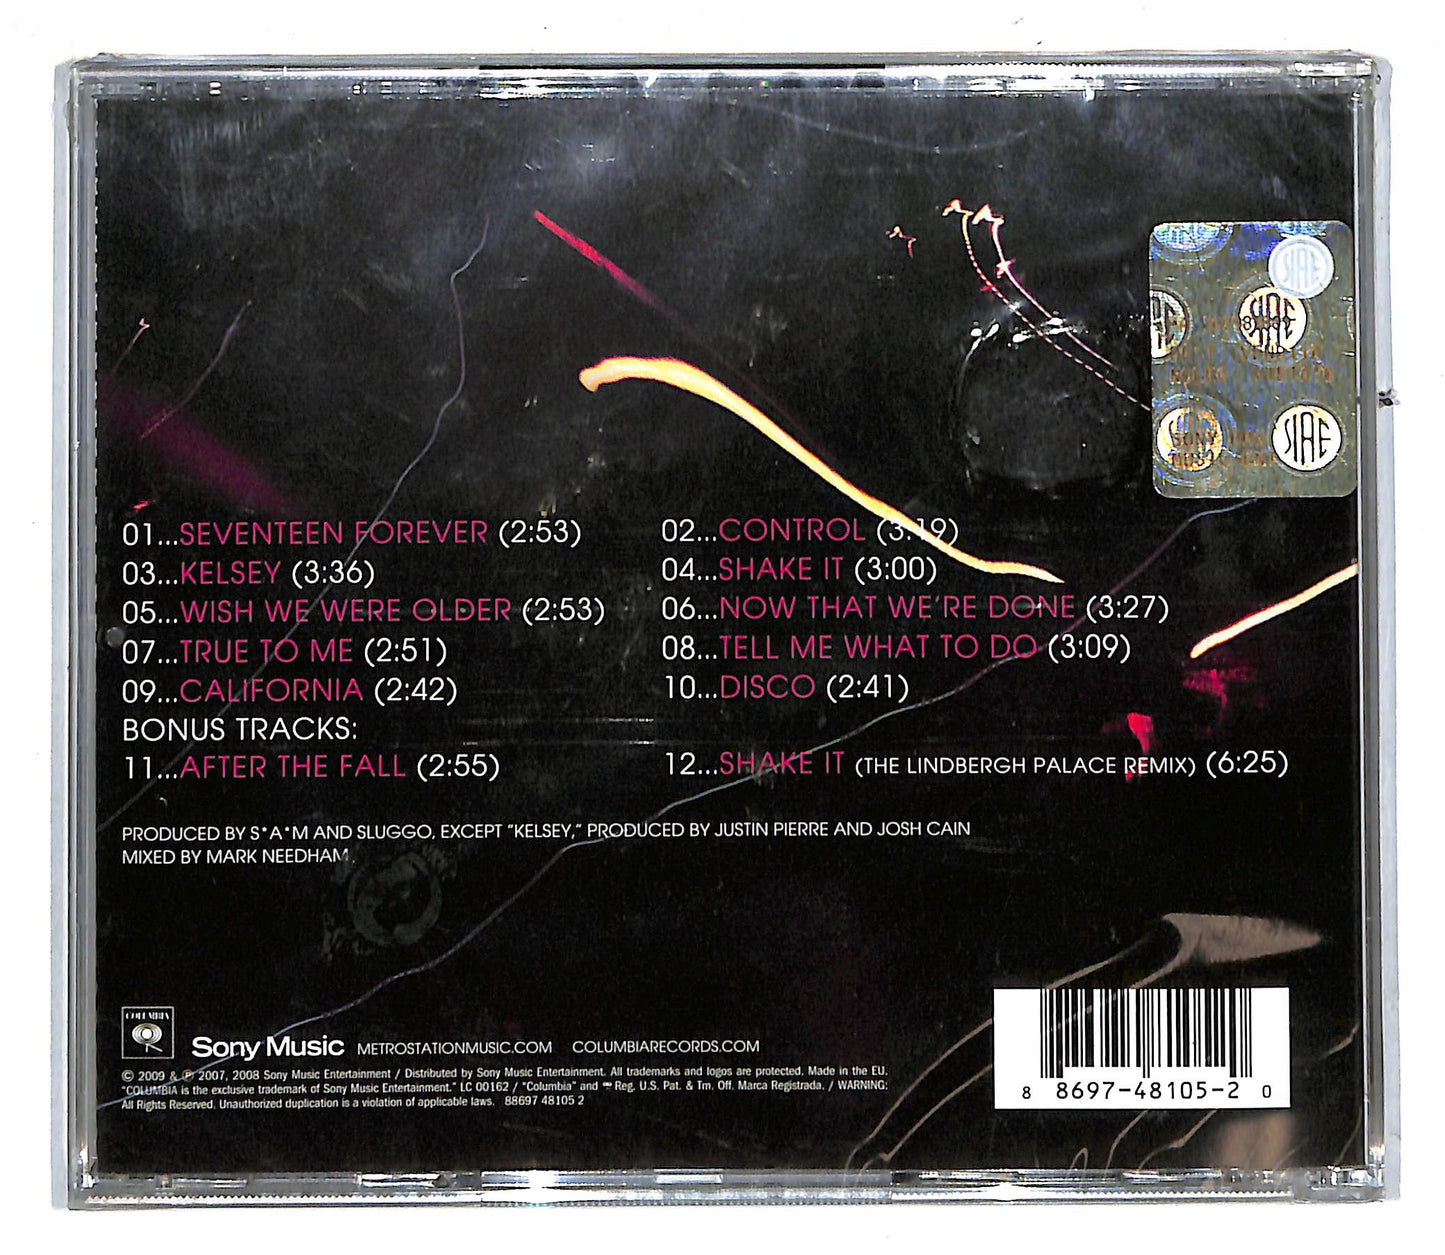 SIAE
SIAE
SONY
SIAE
01...SEVENTEEN FOREVER (2:53)
02...CONTROL (3:19)
03...KELSEY (3:36)
04...SHAKE IT (3:00)
05...WISH WE WERE OLDER (2:53)
06...NOW THAT WE'RE DONE (3:27)
07...TRUE TO ME (2:51)
08...TELL ME WHAT TO DO (3:09)
09...CALIFORNIA (2:42)
10...DISCO (2:41)
BONUS TRACKS:
11...AFTER THE FALL (2:55)
12...SHAKE IT (THE LINDBERGH PALACE REMIX) (6:25)
PRODUCED BY S*A*M AND SLUGGO, EXCEPT "KELSEY," PRODUCED BY JUSTIN PIERRE AND JOSH CAIN
MIXED BY MARK NEEDHAM.
COLUMBIA
Sony Music METROSTATIONMUSIC.COM COLUMBIARECORDS.COM
© 2009 & ℗ 2007, 2008 Sony Music Entertainment / Distributed by Sony Music Entertainment. All trademarks and logos are protected. Made in the EU.
"COLUMBIA is the exclusive trademark of Sony Music Entertainment." LC 00162 / "Columbia" and Reg. U.S. Pat. & Tm. Off. Marca Registrada. / WARNING:
All Rights Reserved. Unauthorized duplication is a violation of applicable laws. 88697 48105 2
8 8697-48105-2 0